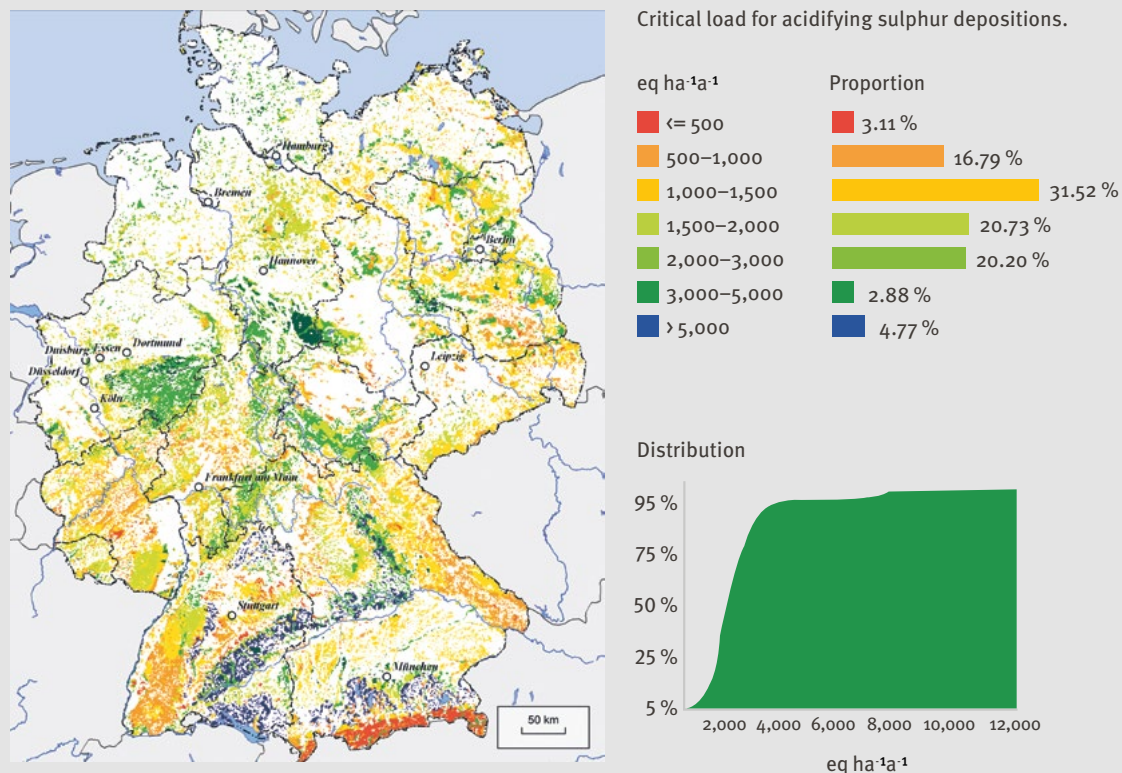 Critical load for acidifying sulphur depositions.
eq ha⁻¹a⁻¹ Proportion
<= 500 3.11 %
500–1,000 16.79 %
1,000–1,500 31.52 %
1,500–2,000 20.73 %
2,000–3,000 20.20 %
3,000–5,000 2.88 %
> 5,000 4.77 %
Distribution
95 %
75 %
50 %
25 %
5 %
2,000 4,000 6,000 8,000 10,000 12,000
eq ha⁻¹a⁻¹
Hamburg
Bremen
Berlin
Hannover
Duisburg Essen Dortmund
Düsseldorf
Leipzig
Köln
Frankfurt am Main
Stuttgart
München
50 km